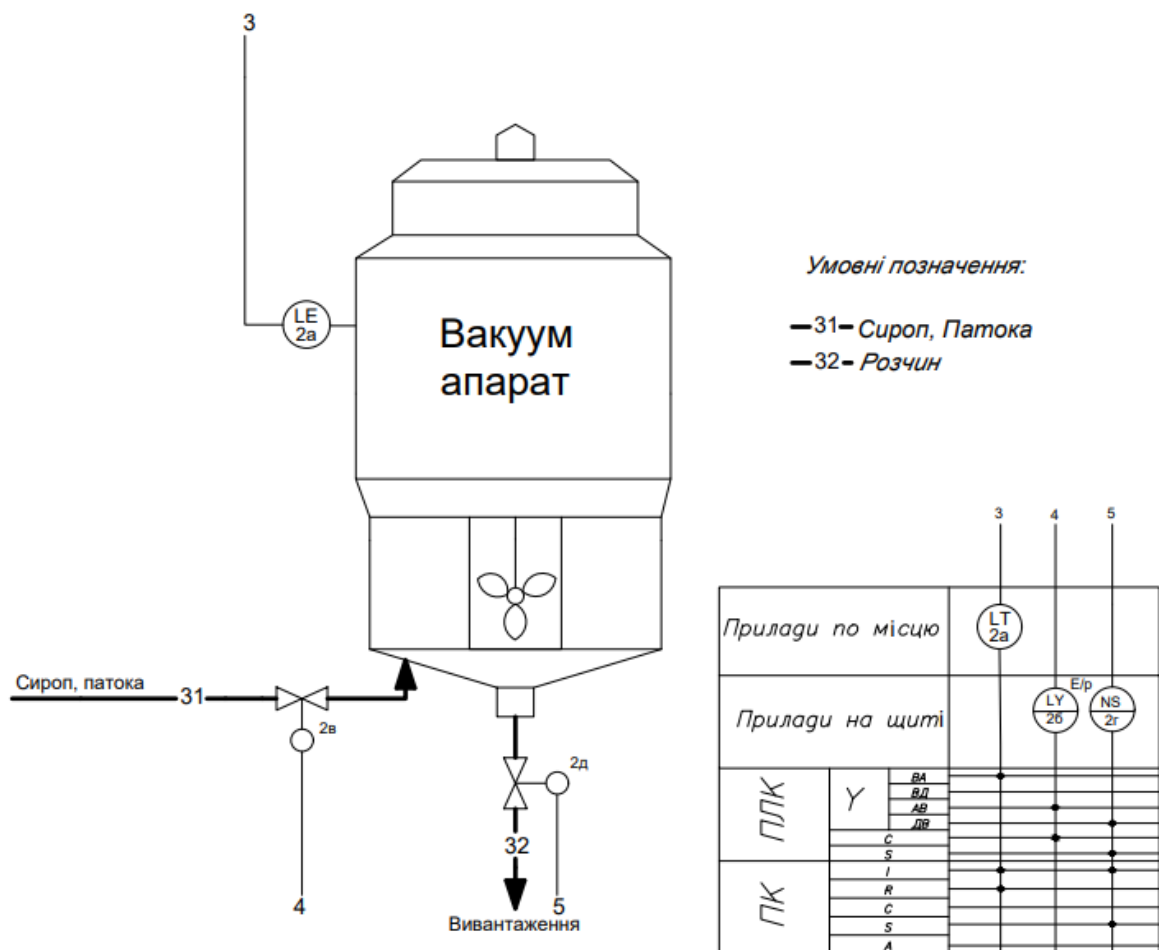 3
LE
2а
Вакуум
апарат
Умовні позначення:
31 Сироп, Патока
32 Розчин
Сироп, патока
31
2в
4
2д
32
5
Вивантаження
3 4 5
Прилади по місцю
LT
2а
Прилади на щиті
E/p
LY
2б
NS
2г
ПЛК
Y
ВА
ВД
АВ
ДВ
C
S
ПК
I
R
C
S
A